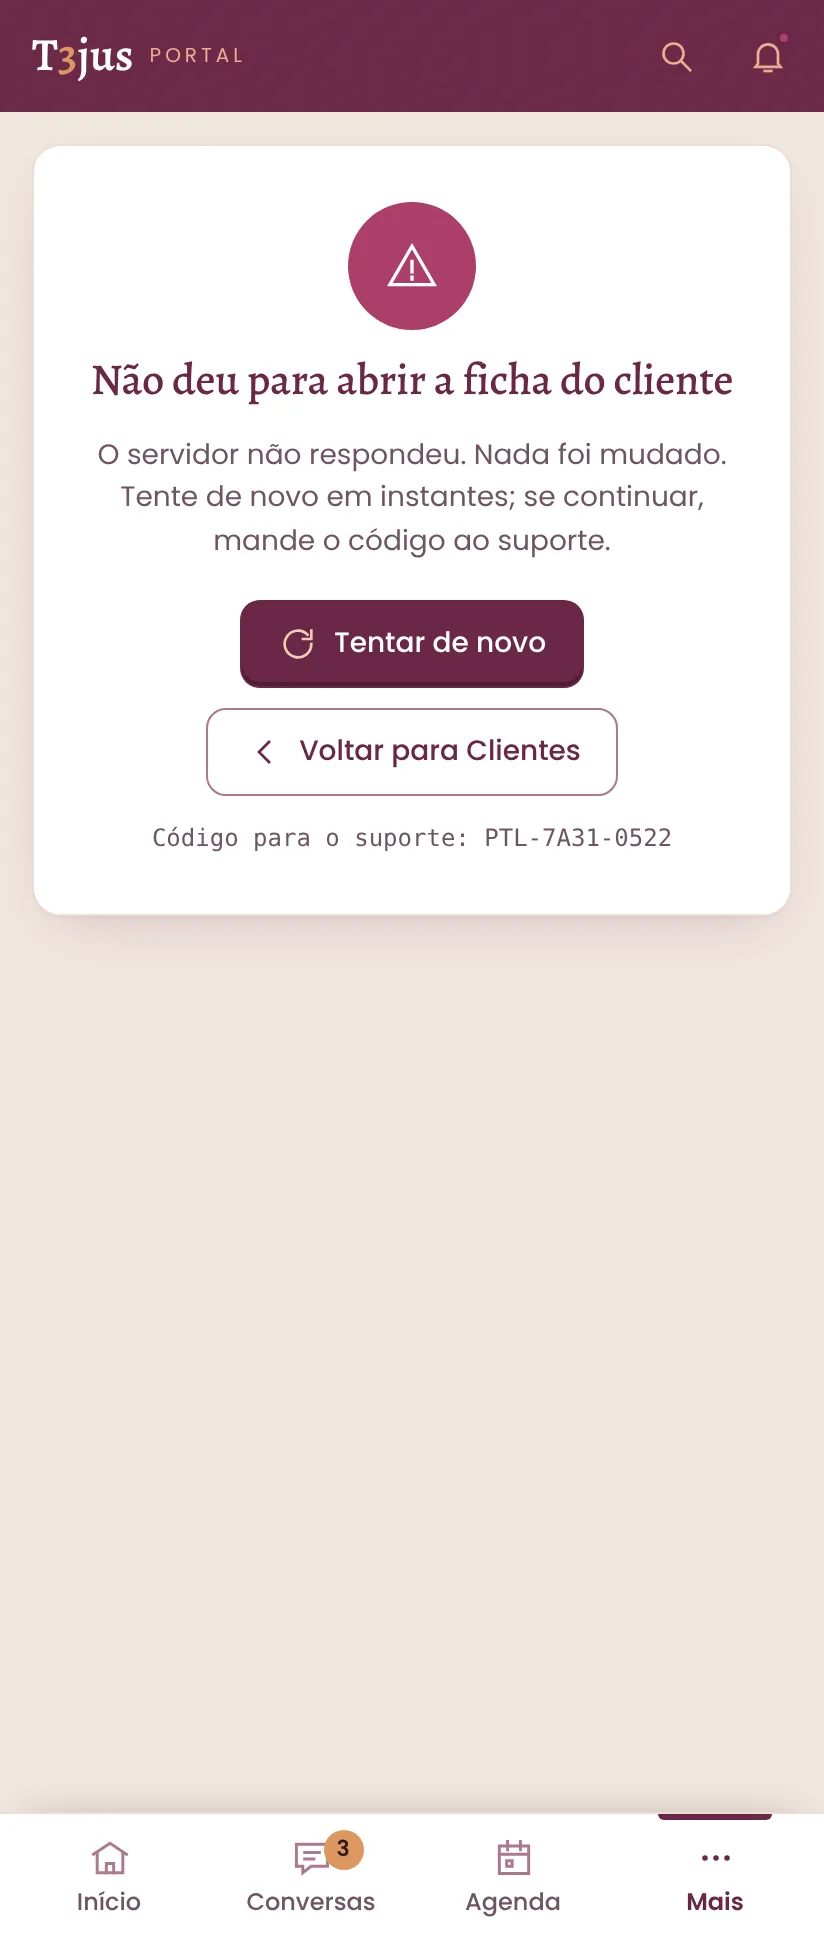 T3jus PORTAL
Não deu para abrir a ficha do cliente
O servidor não respondeu. Nada foi mudado.
Tente de novo em instantes; se continuar,
mande o código ao suporte.
Tentar de novo
Voltar para Clientes
Código para o suporte: PTL-7A31-0522
3
Início
Conversas
Agenda
Mais